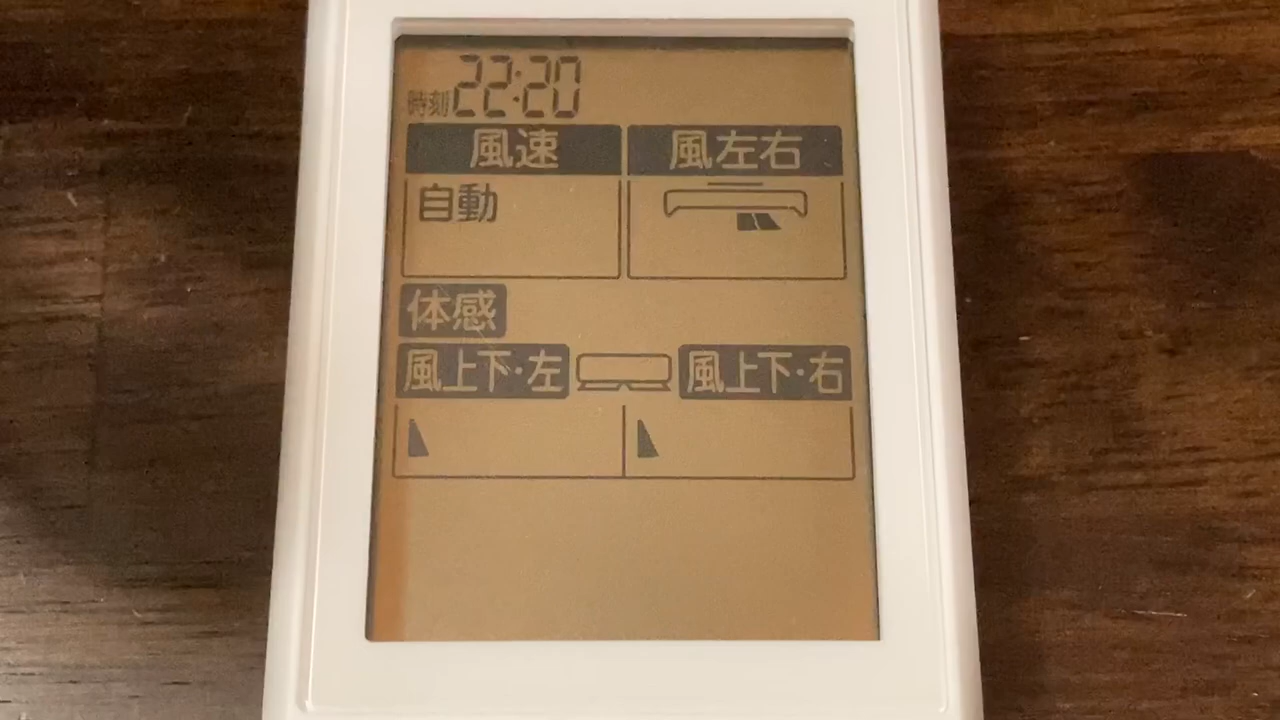 時刻 22:20
風速 風左右
自動
体感
風上下・左 風上下・右